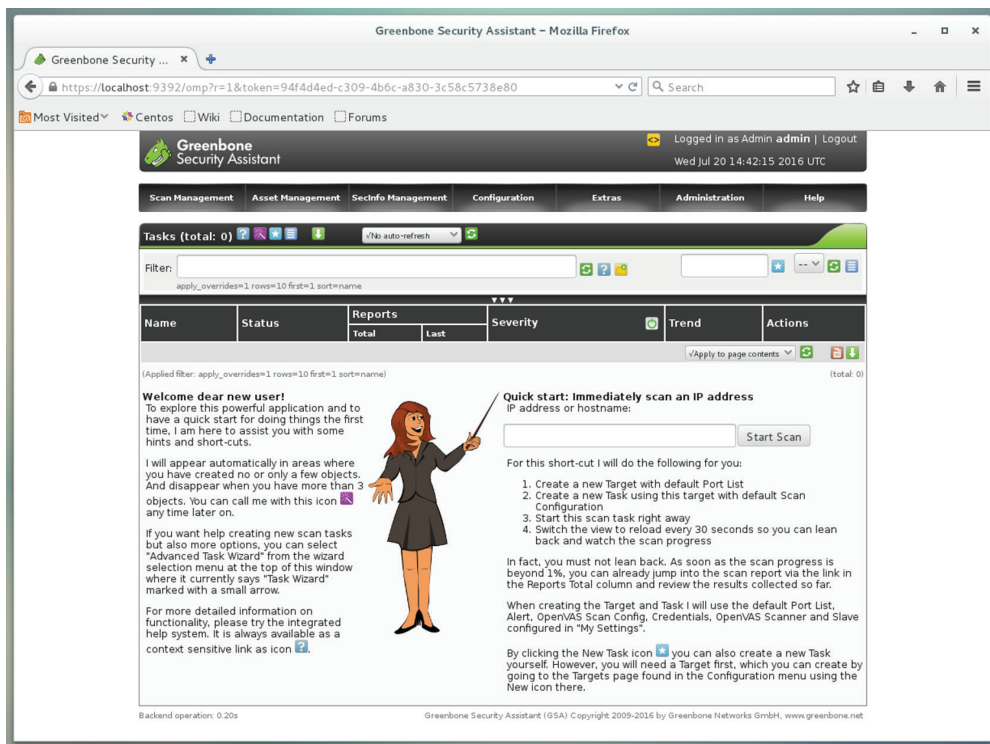 Greenbone Security Assistant - Mozilla Firefox
Greenbone Security ...
https://localhost:9392/omp?r=1&token=94f4d4ed-c309-4b6c-a830-3c58c5738e80
Search
Most Visited
Centos
Wiki
Documentation
Forums
Greenbone
Security Assistant
Logged in as Admin admin | Logout
Wed Jul 20 14:42:15 2016 UTC
Scan Management
Asset Management
SecInfo Management
Configuration
Extras
Administration
Help
Tasks (total: 0)
√No auto-refresh
Filter:
--
apply_overrides=1 rows=10 first=1 sort=name
Name
Status
Reports
Total
Last
Severity
Trend
Actions
√Apply to page contents
(Applied filter: apply_overrides=1 rows=10 first=1 sort=name)
(total: 0)
Welcome dear new user!
To explore this powerful application and to
have a quick start for doing things the first
time, I am here to assist you with some
hints and short-cuts.
I will appear automatically in areas where
you have created no or only a few objects.
And disappear when you have more than 3
objects. You can call me with this icon
any time later on.
If you want help creating new scan tasks
but also more options, you can select
"Advanced Task Wizard" from the wizard
selection menu at the top of this window
where it currently says "Task Wizard"
marked with a small arrow.
For more detailed information on
functionality, please try the integrated
help system. It is always available as a
context sensitive link as icon ?.
Quick start: Immediately scan an IP address
IP address or hostname:
Start Scan
For this short-cut I will do the following for you:
1. Create a new Target with default Port List
2. Create a new Task using this target with default Scan
Configuration
3. Start this scan task right away
4. Switch the view to reload every 30 seconds so you can lean
back and watch the scan progress
In fact, you must not lean back. As soon as the scan progress is
beyond 1%, you can already jump into the scan report via the link in
the Reports Total column and review the results collected so far.
When creating the Target and Task I will use the default Port List,
Alert, OpenVAS Scan Config, Credentials, OpenVAS Scanner and Slave
configured in "My Settings".
By clicking the New Task icon you can also create a new Task
yourself. However, you will need a Target first, which you can create by
going to the Targets page found in the Configuration menu using the
New icon there.
Backend operation: 0.20s
Greenbone Security Assistant (GSA) Copyright 2009-2016 by Greenbone Networks GmbH, www.greenbone.net